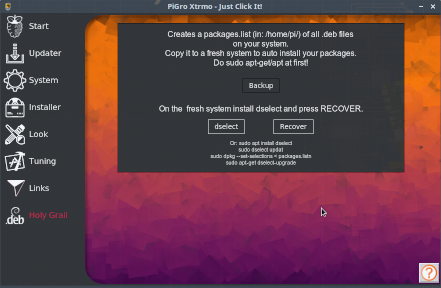 PiGro Xtrmo - Just Click It!
Start
Updater
System
Installer
Look
Tuning
Links
.deb
Holy Grail
Creates a packages.list (in: /home/pi/) of all .deb files
on your system.
Copy it to a fresh system to auto install your packages.
Do sudo apt-get/apt at first!
Backup
On the fresh system install dselect and press RECOVER.
dselect
Recover
Or: sudo apt install dselect
sudo dselect updat
sudo dpkg --set-selections < packages.listn
sudo apt-get dselect-upgrade
?